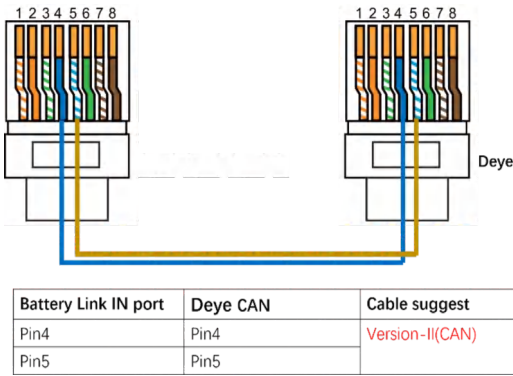 1 2 3 4 5 6 7 8
1 2 3 4 5 6 7 8
Deye
Battery Link IN port Deye CAN Cable suggest
Pin4 Pin4 Version-II(CAN)
Pin5 Pin5